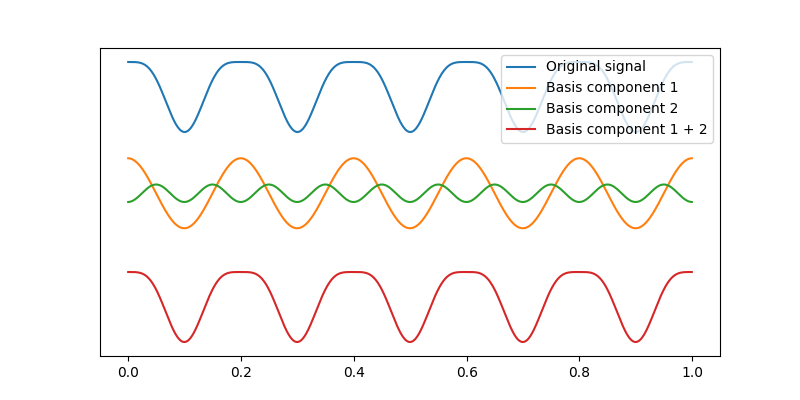 Original signal
Basis component 1
Basis component 2
Basis component 1 + 2
0.0 0.2 0.4 0.6 0.8 1.0